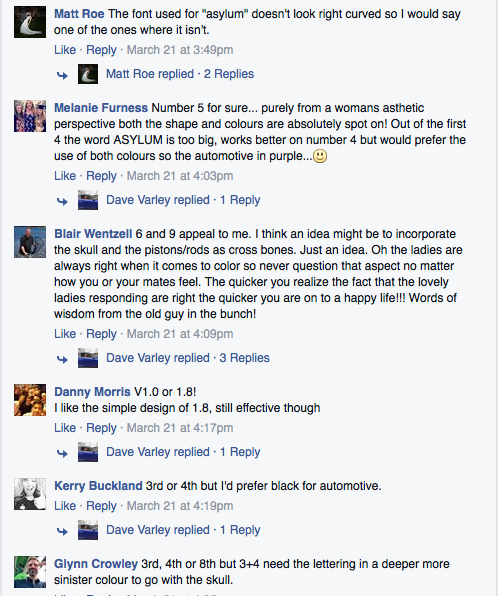 Matt Roe The font used for "asylum" doesn't look right curved so I would say
one of the ones where it isn't.
Like · Reply · March 21 at 3:49pm
Matt Roe replied · 2 Replies
Melanie Furness Number 5 for sure... purely from a womans asthetic
perspective both the shape and colours are absolutely spot on! Out of the first
4 the word ASYLUM is too big, works better on number 4 but would prefer the
use of both colours so the automotive in purple...
Like · Reply · March 21 at 4:03pm
Dave Varley replied · 1 Reply
Blair Wentzell 6 and 9 appeal to me. I think an idea might be to incorporate
the skull and the pistons/rods as cross bones. Just an idea. Oh the ladies are
always right when it comes to color so never question that aspect no matter
how you or your mates feel. The quicker you realize the fact that the lovely
ladies responding are right the quicker you are on to a happy life!!! Words of
wisdom from the old guy in the bunch!
Like · Reply · March 21 at 4:09pm
Dave Varley replied · 3 Replies
Danny Morris V1.0 or 1.8!
I like the simple design of 1.8, still effective though
Like · Reply · March 21 at 4:17pm
Dave Varley replied · 1 Reply
Kerry Buckland 3rd or 4th but I'd prefer black for automotive.
Like · Reply · March 21 at 4:19pm
Dave Varley replied · 1 Reply
Glynn Crowley 3rd, 4th or 8th but 3+4 need the lettering in a deeper more
sinister colour to go with the skull.